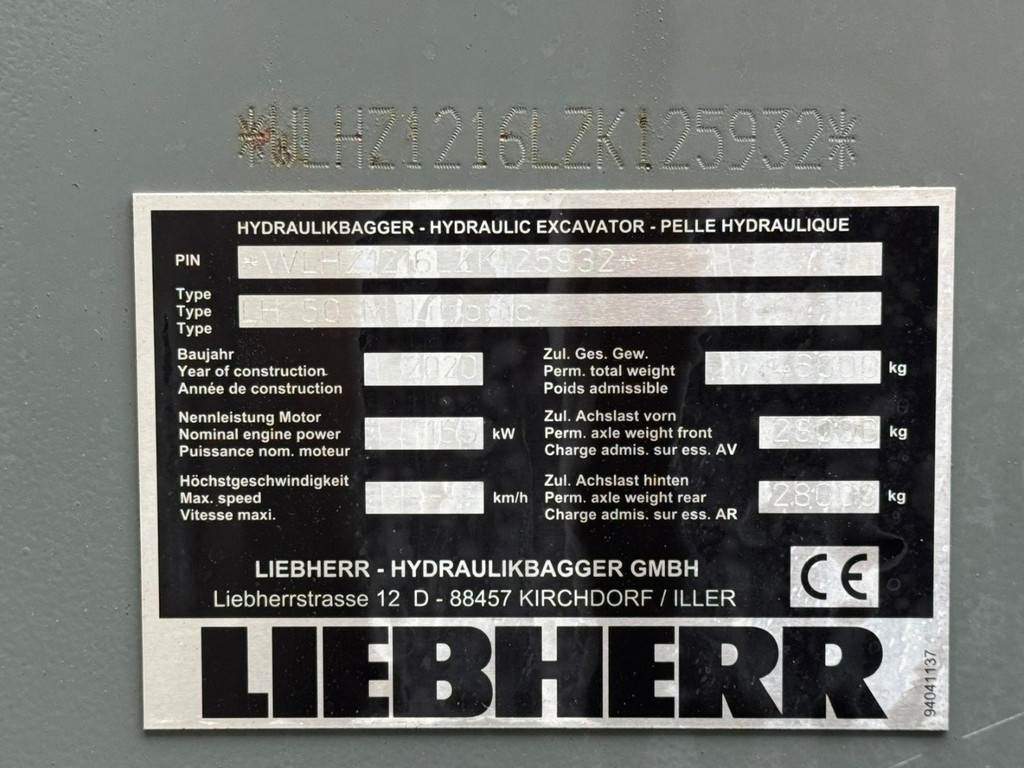 *WLHZ1216LZK125932*
HYDRAULIKBAGGER - HYDRAULIC EXCAVATOR - PELLE HYDRAULIQUE
PIN *WLHZ1216LZK125932*
Type
Type LH 50
Type
Baujahr
Year of construction 2020
Année de construction
Zul. Ges. Gew.
Perm. total weight kg
Poids admissible
Nennleistung Motor
Nominal engine power kW
Puissance nom. moteur
Zul. Achslast vorn
Perm. axle weight front 28000 kg
Charge admis. sur ess. AV
Höchstgeschwindigkeit
Max. speed km/h
Vitesse maxi.
Zul. Achslast hinten
Perm. axle weight rear 28000 kg
Charge admis. sur ess. AR
LIEBHERR - HYDRAULIKBAGGER GMBH
Liebherrstrasse 12 D - 88457 KIRCHDORF / ILLER
CE
LIEBHERR
94041137